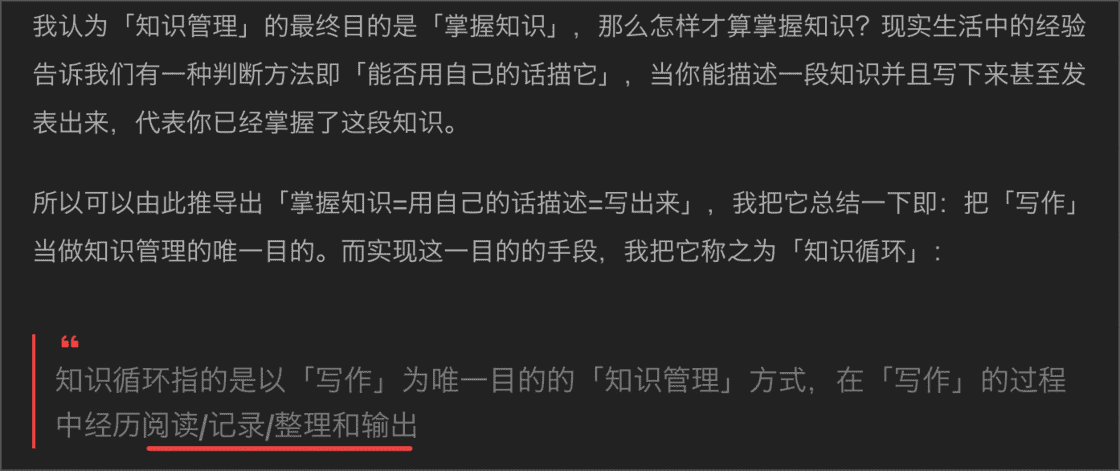 我认为「知识管理」的最终目的是「掌握知识」，那么怎样才算掌握知识？现实生活中的经验
告诉我们有一种判断方法即「能否用自己的话描它」，当你能描述一段知识并且写下来甚至发
表出来，代表你已经掌握了这段知识。
所以可以由此推导出「掌握知识=用自己的话描述=写出来」，我把它总结一下即：把「写作」
当做知识管理的唯一目的。而实现这一目的的手段，我把它称之为「知识循环」：
“
知识循环指的是以「写作」为唯一目的的「知识管理」方式，在「写作」的过程
中经历阅读/记录/整理和输出